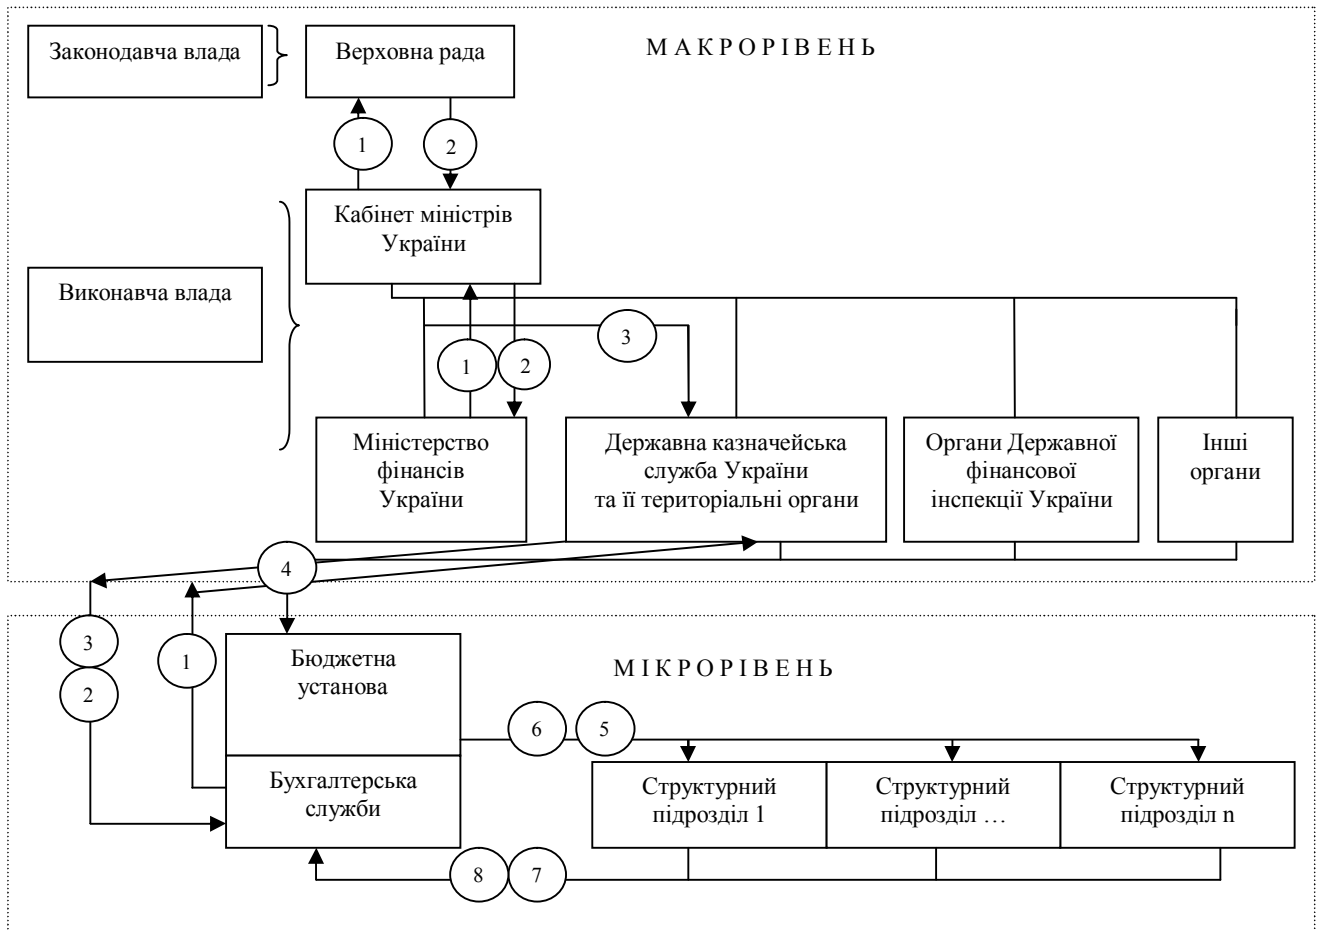 Законодавча влада
Верховна рада
М А К Р О Р І В Е Н Ь
1
2
Кабінет міністрів
України
Виконавча влада
3
1
2
Міністерство
фінансів
України
Державна казначейська
служба України
та її територіальні органи
Органи Державної
фінансової
інспекції України
Інші
органи
4
3
2
1
Бюджетна
установа
М І К Р О Р І В Е Н Ь
6
5
Бухгалтерська
служби
Структурний
підрозділ 1
Структурний
підрозділ …
Структурний
підрозділ n
8
7